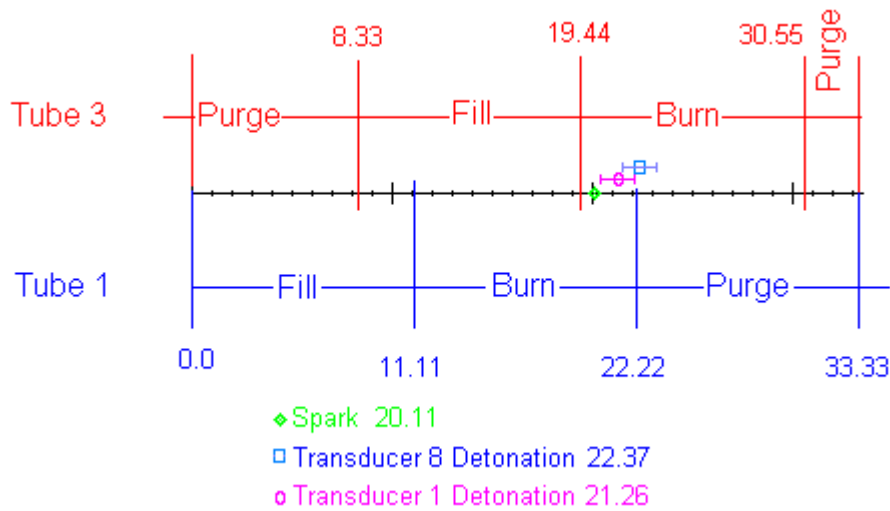 8.33 19.44 30.55 Purge
Tube 3 Purge Fill Burn
Tube 1 Fill Burn Purge
0.0 11.11 22.22 33.33
Spark 20.11
Transducer 8 Detonation 22.37
Transducer 1 Detonation 21.26